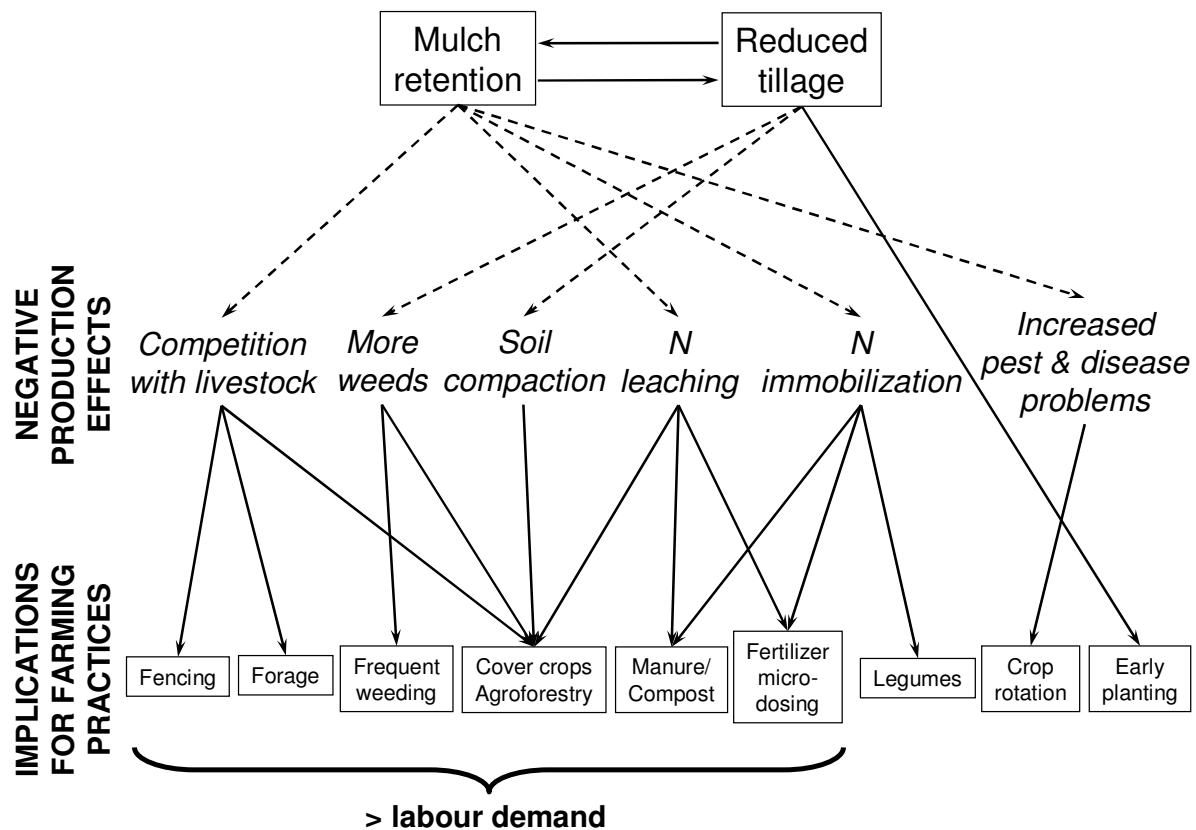 Mulch
retention
Reduced
tillage
NEGATIVE
PRODUCTION
EFFECTS
Competition
with livestock
More
weeds
Soil
compaction
N
leaching
N
immobilization
Increased
pest & disease
problems
IMPLICATIONS
FOR FARMING
PRACTICES
Fencing
Forage
Frequent
weeding
Cover crops
Agroforestry
Manure/
Compost
Fertilizer
micro-
dosing
Legumes
Crop
rotation
Early
planting
> labour demand